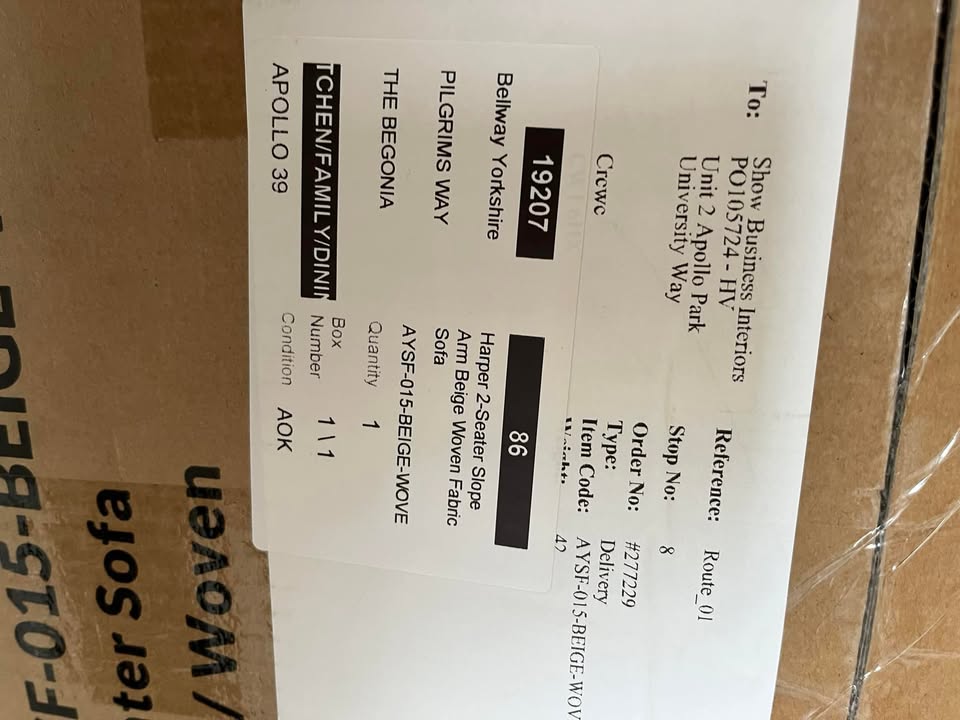 To:
Show Business Interiors
PO105724 - HV
Unit 2 Apollo Park
University Way
Crewe
Reference: Route_01
Stop No: 8
Order No: #277229
Type: Delivery
Item Code: AYSF-015-BEIGE-WOV
Weight: 42
19207
Bellway Yorkshire
PILGRIMS WAY
THE BEGONIA
TCHEN/FAMILY/DININ
APOLLO 39
86
Harper 2-Seater Slope
Arm Beige Woven Fabric
Sofa
AYSF-015-BEIGE-WOVE
Quantity 1
Box
Number 1 \ 1
Condition AOK
F-015-BEIGE
ter Sofa
/ Woven